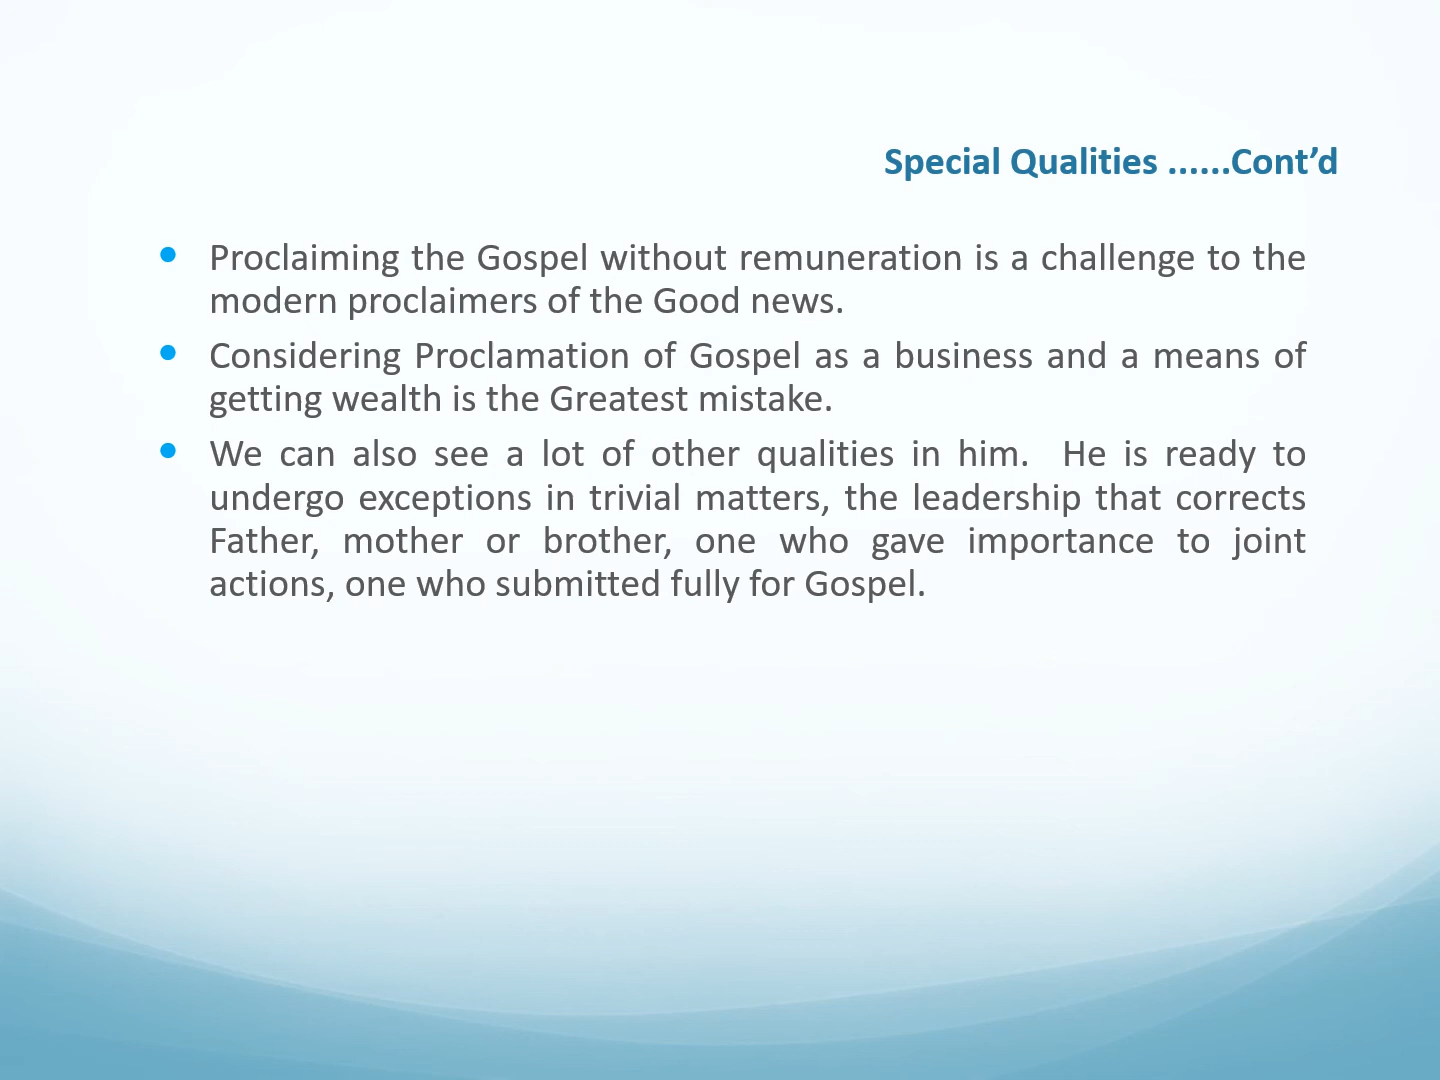 Special Qualities ......Cont’d
Proclaiming the Gospel without remuneration is a challenge to the
modern proclaimers of the Good news.
Considering Proclamation of Gospel as a business and a means of
getting wealth is the Greatest mistake.
We can also see a lot of other qualities in him.  He is ready to
undergo exceptions in trivial matters, the leadership that corrects
Father, mother or brother, one who gave importance to joint
actions, one who submitted fully for Gospel.